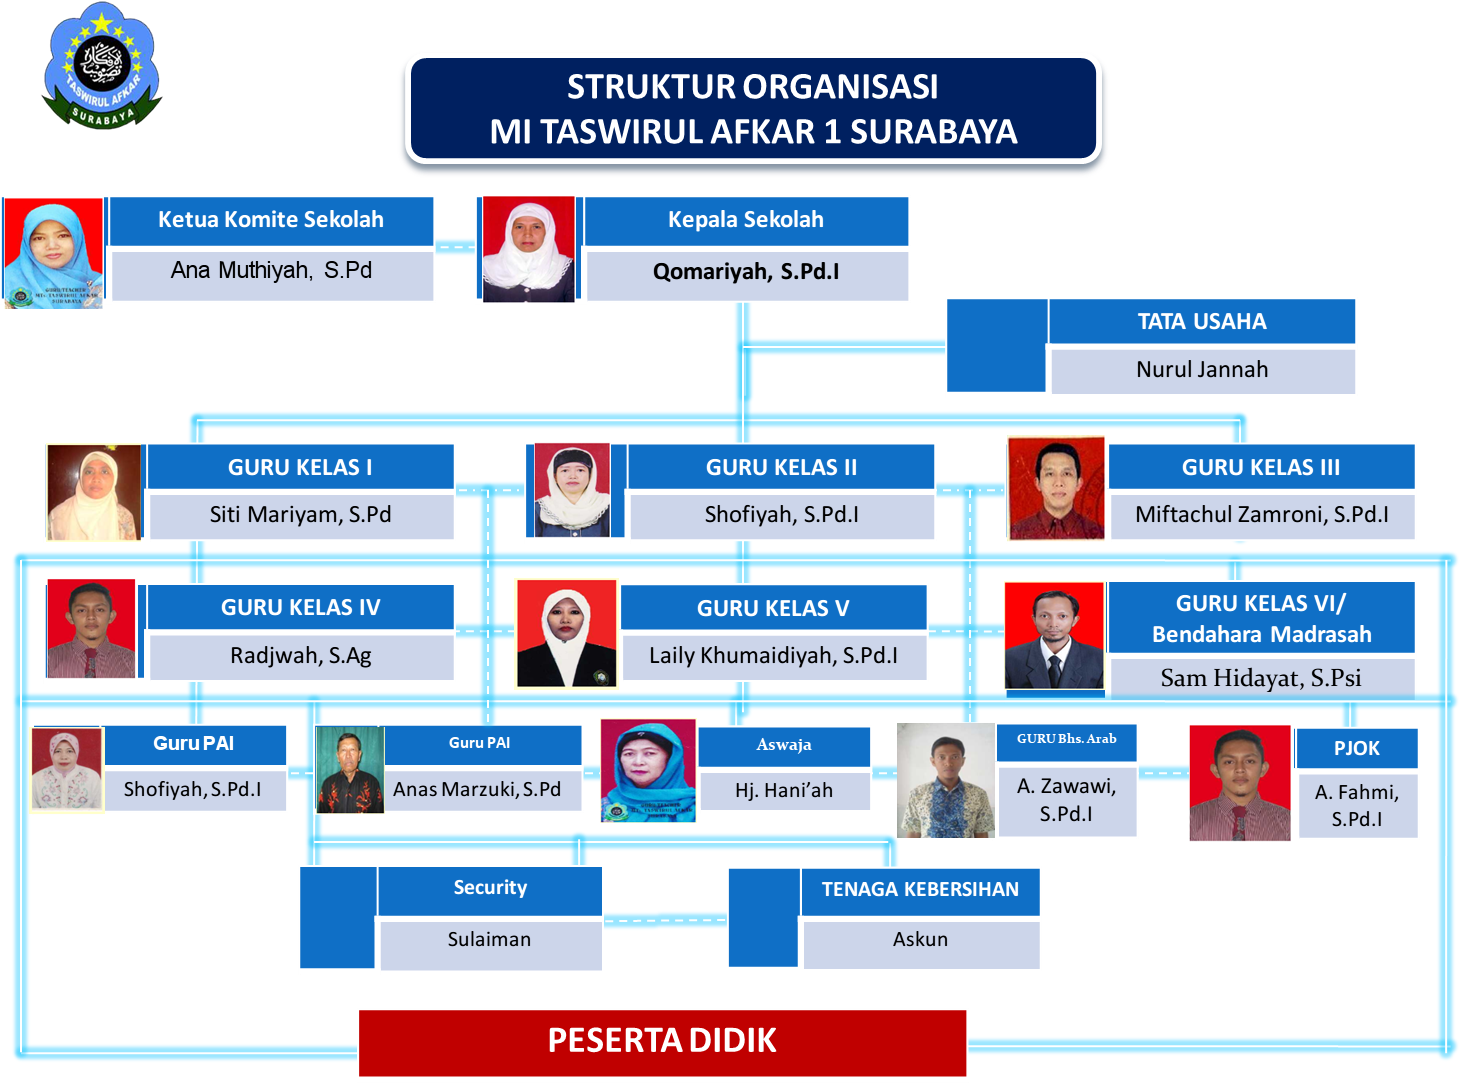 TASWIRUL AFKAR
SURABAYA
STRUKTUR ORGANISASI
MI TASWIRUL AFKAR 1 SURABAYA
Ketua Komite Sekolah
Ana Muthiyah, S.Pd
Kepala Sekolah
Qomariyah, S.Pd.I
TATA USAHA
Nurul Jannah
GURU KELAS I
Siti Mariyam, S.Pd
GURU KELAS II
Shofiyah, S.Pd.I
GURU KELAS III
Miftachul Zamroni, S.Pd.I
GURU KELAS IV
Radjwah, S.Ag
GURU KELAS V
Laily Khumaidiyah, S.Pd.I
GURU KELAS VI/
Bendahara Madrasah
Sam Hidayat, S.Psi
Guru PAI
Shofiyah, S.Pd.I
Guru PAI
Anas Marzuki, S.Pd
Aswaja
Hj. Hani’ah
GURU Bhs. Arab
A. Zawawi,
S.Pd.I
PJOK
A. Fahmi,
S.Pd.I
Security
Sulaiman
TENAGA KEBERSIHAN
Askun
PESERTA DIDIK